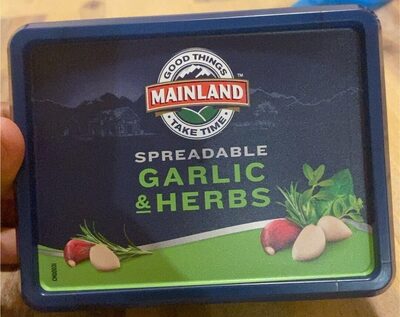 GOOD THINGS
MAINLAND
TAKE TIME
SPREADABLE
GARLIC
& HERBS